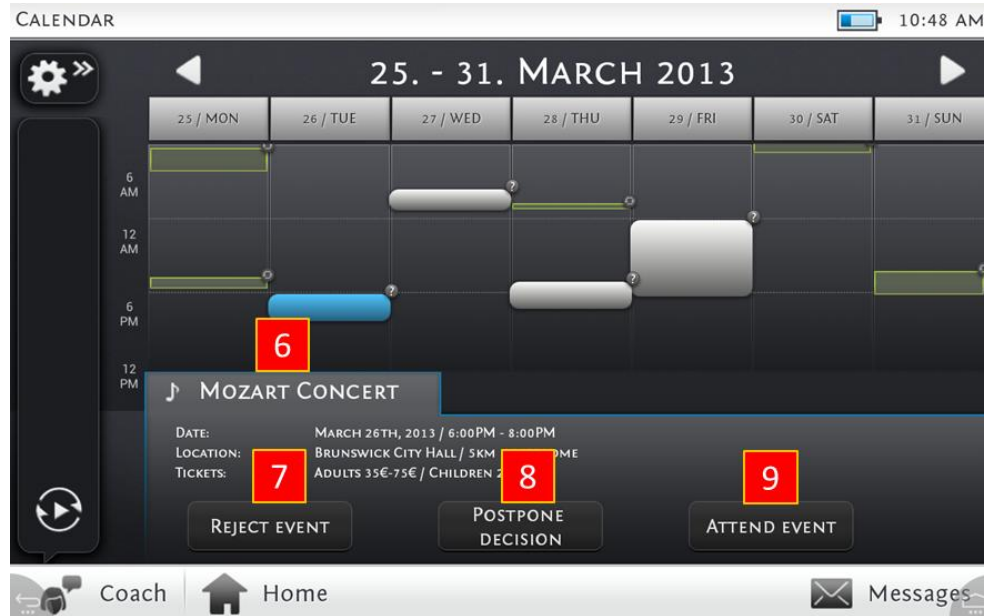 CALENDAR
10:48 AM
25. - 31. MARCH 2013
25 / MON 26 / TUE 27 / WED 28 / THU 29 / FRI 30 / SAT 31 / SUN
6
AM
12
AM
6
PM
12
PM
?
?
?
?
?
6
MOZART CONCERT
DATE: MARCH 26TH, 2013 / 6:00PM - 8:00PM
LOCATION: BRUNSWICK CITY HALL / 5KM
TICKETS: ADULTS 35€-75€ / CHILDREN
7
8
9
REJECT EVENT
POSTPONE
DECISION
ATTEND EVENT
Coach
Home
Messages